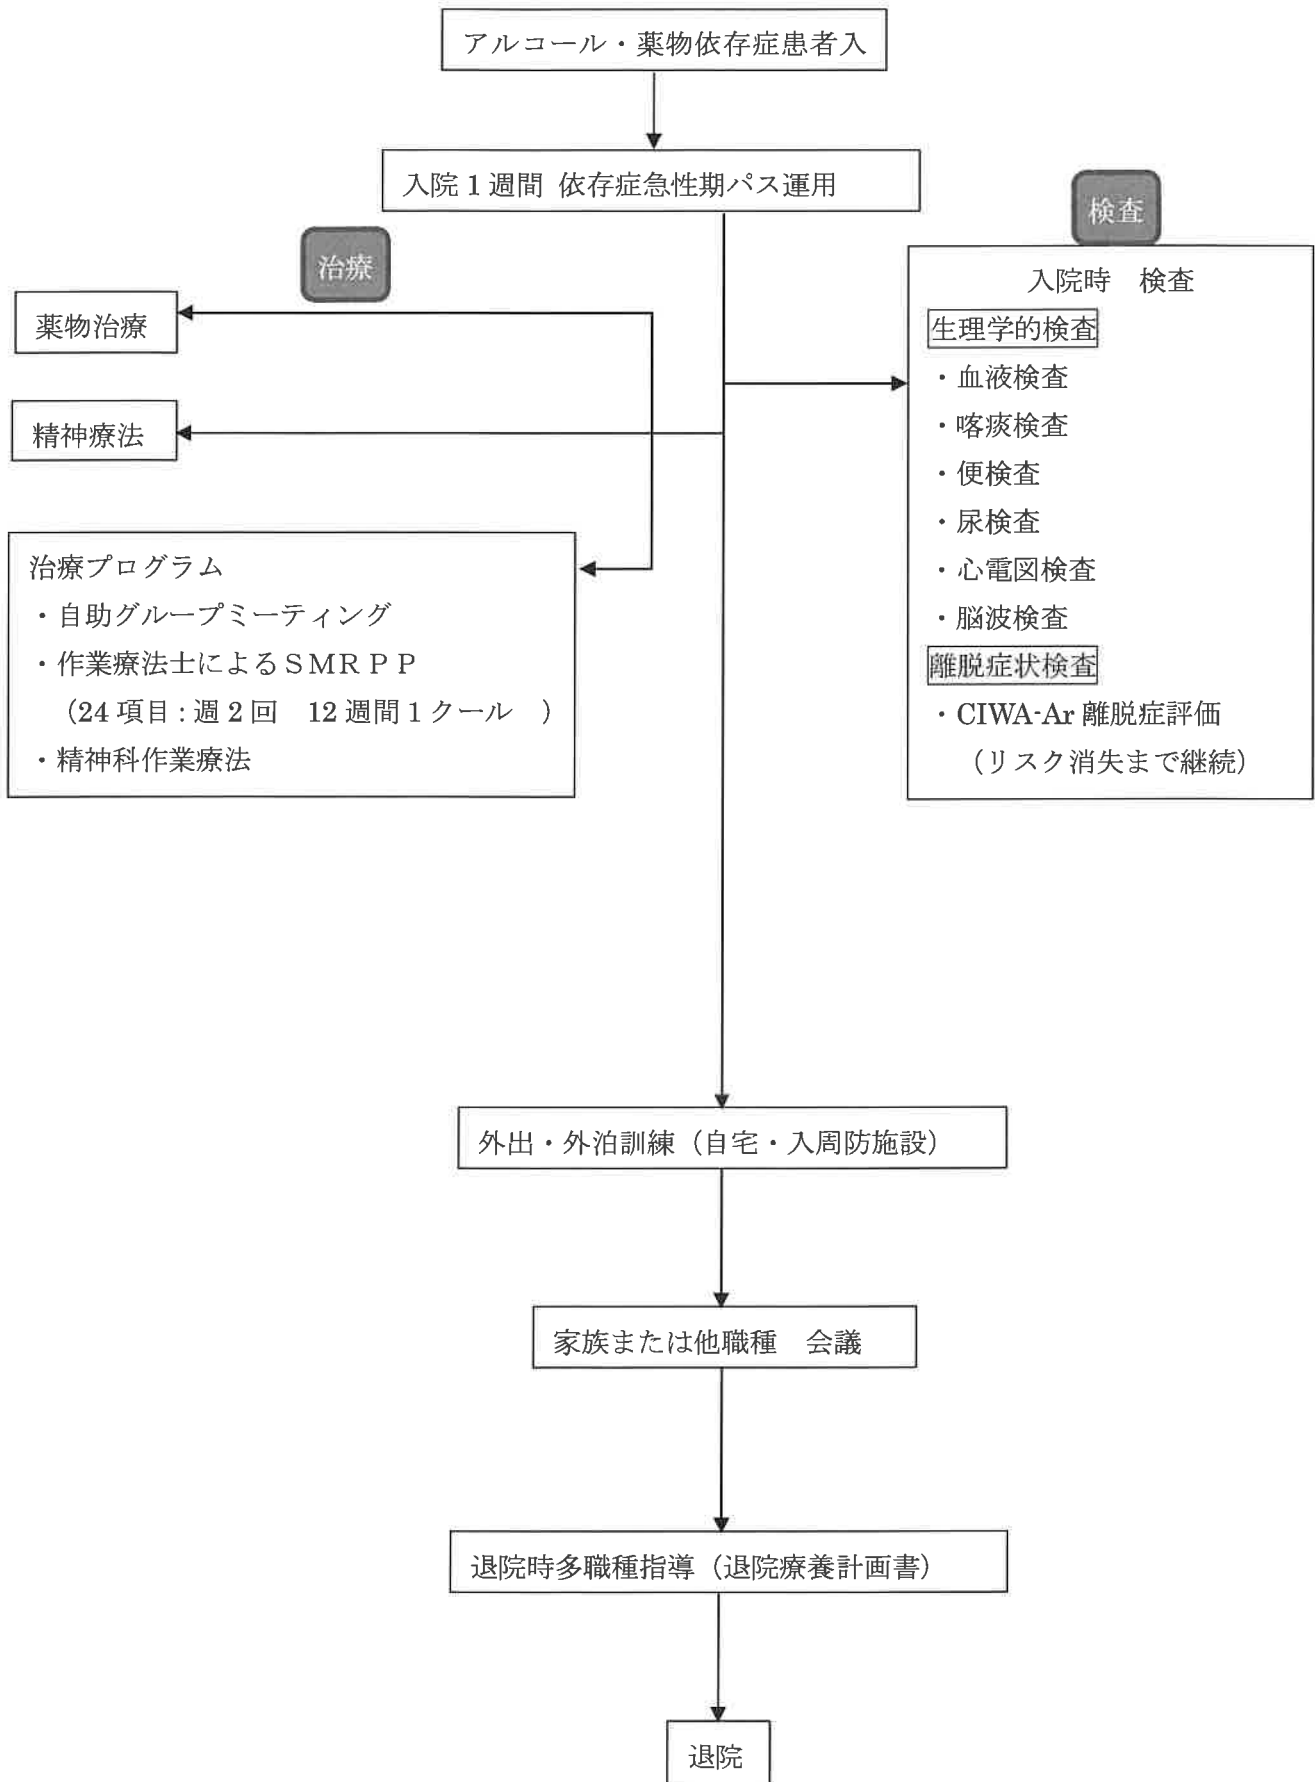 アルコール・薬物依存症患者入
入院1週間 依存症急性期パス運用
治療
薬物治療
精神療法
治療プログラム
・自助グループミーティング
・作業療法士によるＳＭＲＰＰ
（24 項目 : 週 2 回　12 週間 1 クール　）
・精神科作業療法
検査
入院時　検査
生理学的検査
・血液検査
・喀痰検査
・便検査
・尿検査
・心電図検査
・脳波検査
離脱症状検査
・CIWA-Ar 離脱症評価
（リスク消失まで継続）
外出・外泊訓練（自宅・入周防施設）
家族または他職種　会議
退院時多職種指導（退院療養計画書）
退院